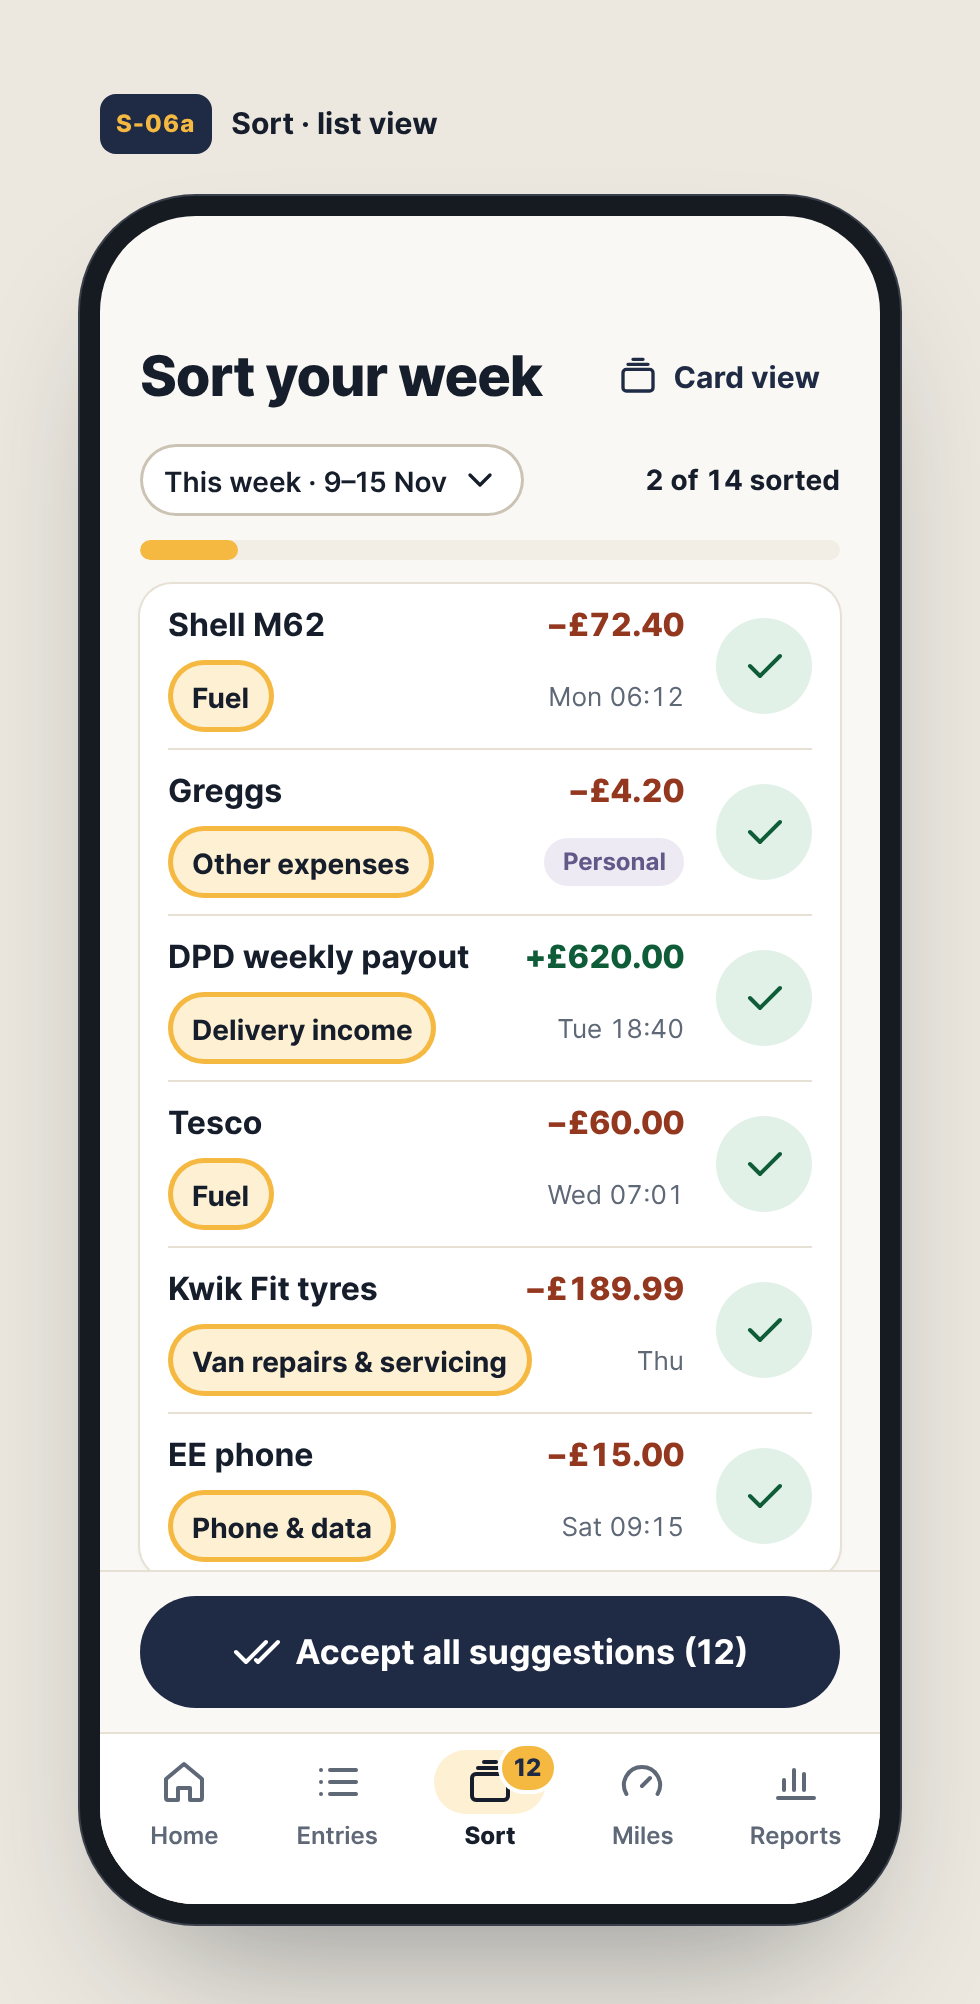 S-06a Sort · list view
Sort your week Card view
This week · 9–15 Nov 2 of 14 sorted
Shell M62 −£72.40
Fuel Mon 06:12
Greggs −£4.20
Other expenses Personal
DPD weekly payout +£620.00
Delivery income Tue 18:40
Tesco −£60.00
Fuel Wed 07:01
Kwik Fit tyres −£189.99
Van repairs & servicing Thu
EE phone −£15.00
Phone & data Sat 09:15
Accept all suggestions (12)
12
Home Entries Sort Miles Reports